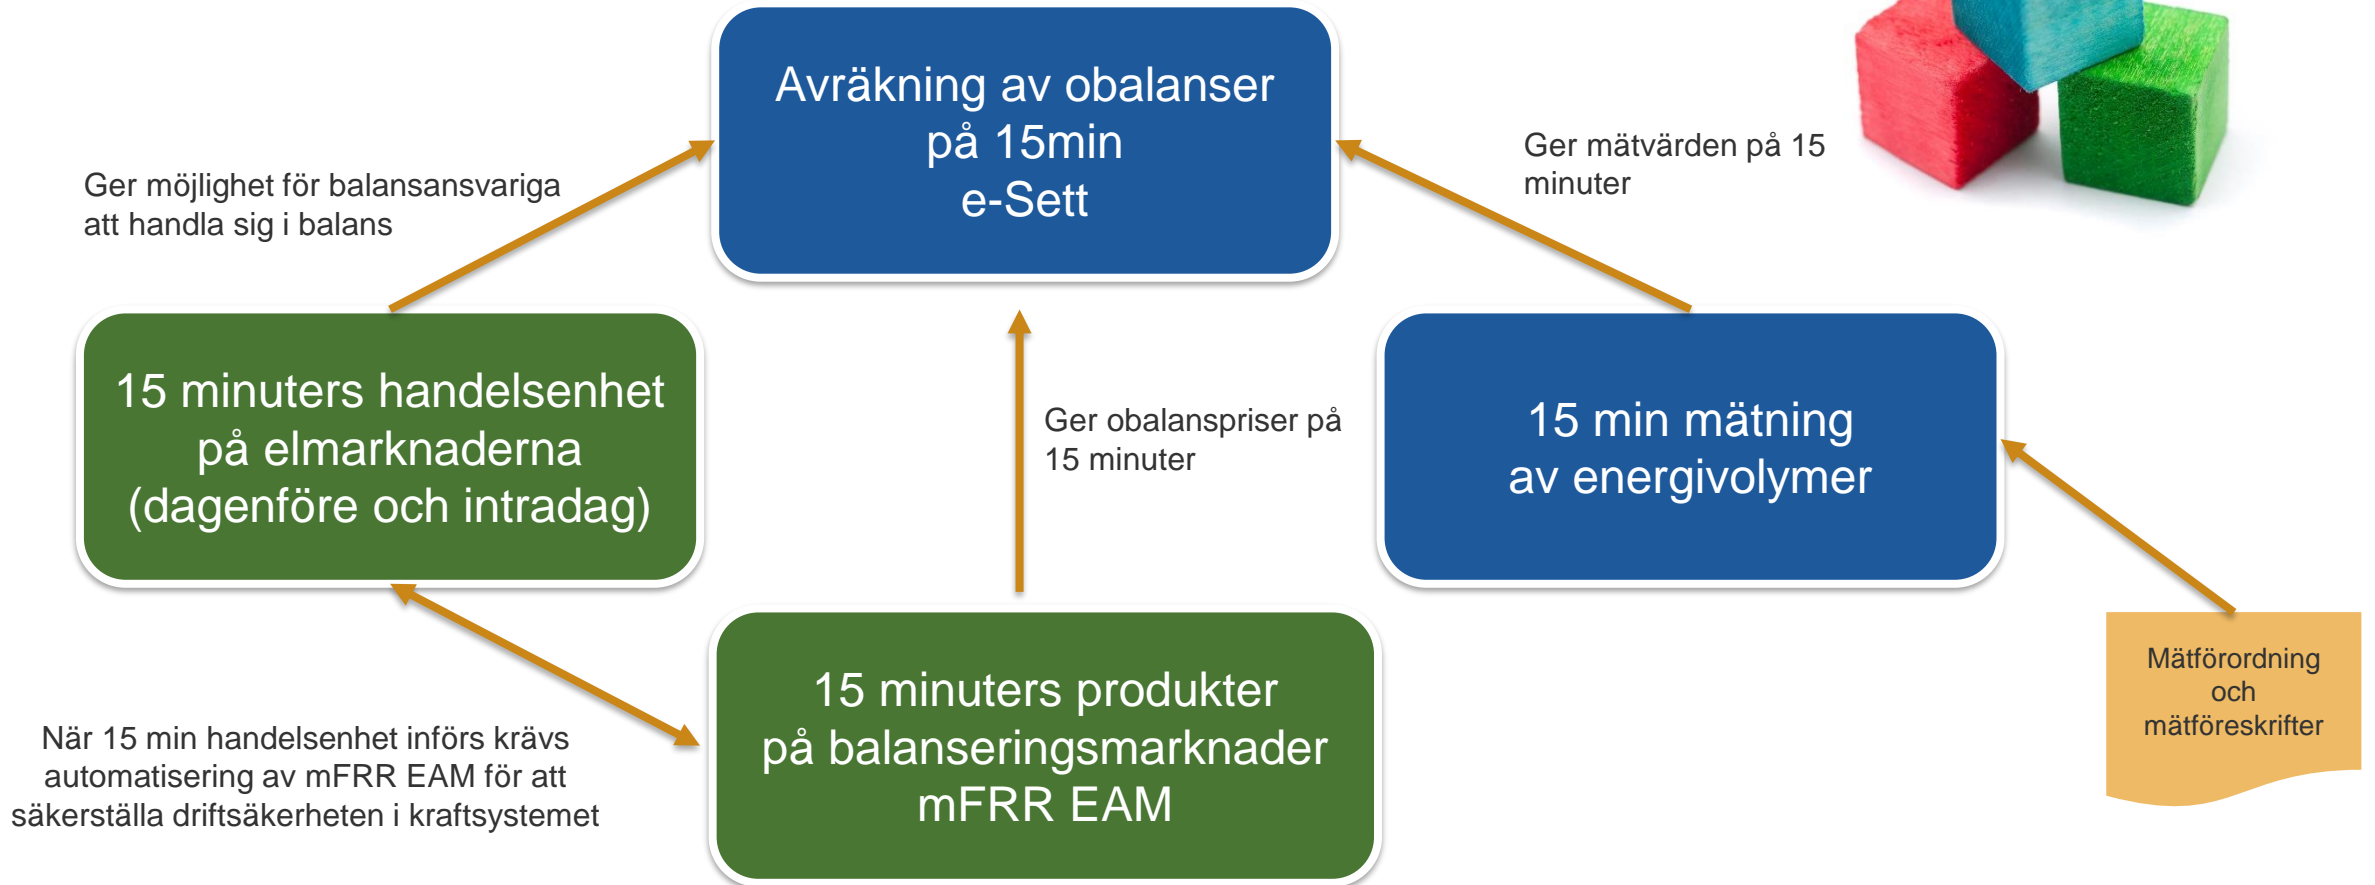 Avräkning av obalanser
på 15min
e-Sett
Ger möjlighet för balansansvariga
att handla sig i balans
Ger mätvärden på 15
minuter
15 minuters handelsenhet
på elmarknaderna
(dagenföre och intradag)
Ger obalanspriser på
15 minuter
15 min mätning
av energivolymer
När 15 min handelsenhet införs krävs
automatisering av mFRR EAM för att
säkerställa driftsäkerheten i kraftsystemet
15 minuters produkter
på balanseringsmarknader
mFRR EAM
Mätförordning
och
mätföreskrifter